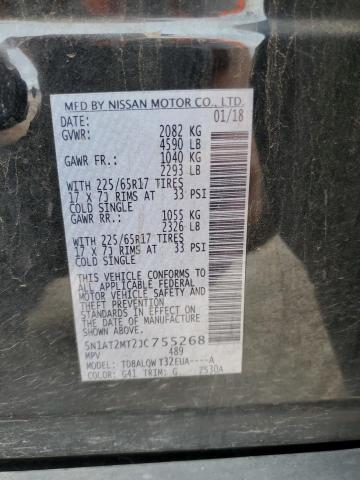 MFD BY NISSAN MOTOR CO., LTD.
DATE: 01/18
GVWR: 2082 KG
4590 LB
GAWR FR.: 1040 KG
2293 LB
WITH 225/65R17 TIRES
17 X 7J RIMS AT 33 PSI
COLD SINGLE
GAWR RR.: 1055 KG
2326 LB
WITH 225/65R17 TIRES
17 X 7J RIMS AT 33 PSI
COLD SINGLE
THIS VEHICLE CONFORMS TO
ALL APPLICABLE FEDERAL
MOTOR VEHICLE SAFETY AND
THEFT PREVENTION
STANDARDS IN EFFECT ON THE
DATE OF MANUFACTURE
SHOWN ABOVE.
5N1AT2MT2JC755268
MPV 489
MODEL: TDBALQWT32EUA----A
COLOR: G41 TRIM: G 2530A